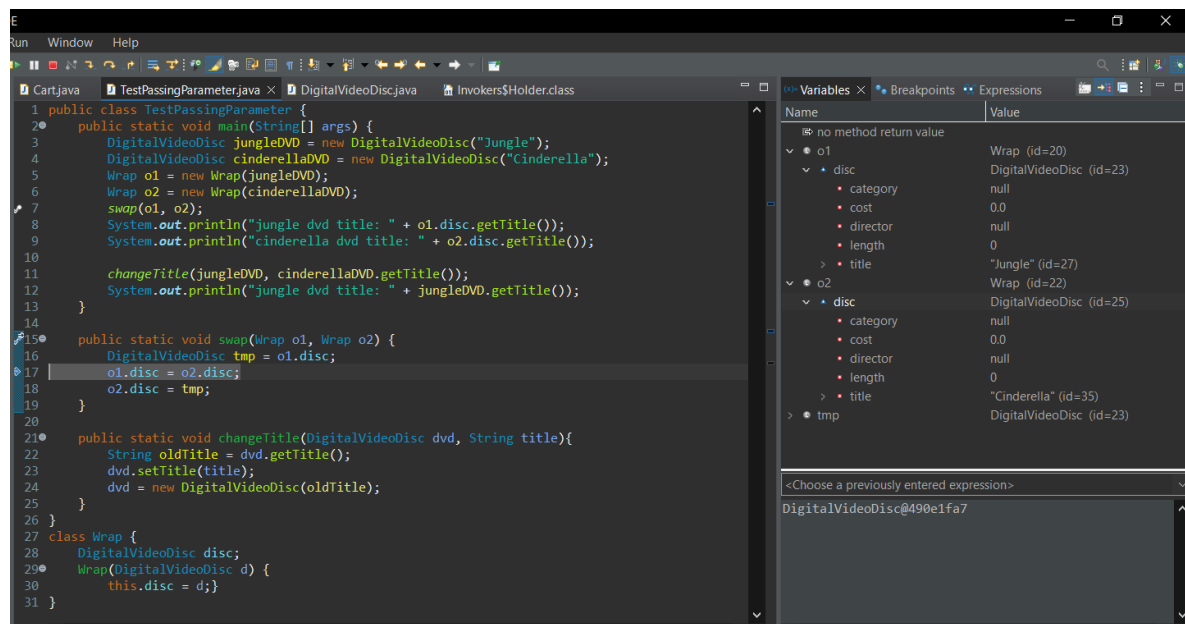 Run Window Help
Cart.java TestPassingParameter.java DigitalVideoDisc.java Invokers$Holder.class
1 public class TestPassingParameter {
2 public static void main(String[] args) {
3 DigitalVideoDisc jungleDVD = new DigitalVideoDisc("Jungle");
4 DigitalVideoDisc cinderellaDVD = new DigitalVideoDisc("Cinderella");
5 Wrap o1 = new Wrap(jungleDVD);
6 Wrap o2 = new Wrap(cinderellaDVD);
7 swap(o1, o2);
8 System.out.println("jungle dvd title: " + o1.disc.getTitle());
9 System.out.println("cinderella dvd title: " + o2.disc.getTitle());
10
11 changeTitle(jungleDVD, cinderellaDVD.getTitle());
12 System.out.println("jungle dvd title: " + jungleDVD.getTitle());
13 }
14
15 public static void swap(Wrap o1, Wrap o2) {
16 DigitalVideoDisc tmp = o1.disc;
17 o1.disc = o2.disc;
18 o2.disc = tmp;
19 }
20
21 public static void changeTitle(DigitalVideoDisc dvd, String title){
22 String oldTitle = dvd.getTitle();
23 dvd.setTitle(title);
24 dvd = new DigitalVideoDisc(oldTitle);
25 }
26 }
27 class Wrap {
28 DigitalVideoDisc disc;
29 Wrap(DigitalVideoDisc d) {
30 this.disc = d;}
31 }
Variables Breakpoints Expressions
Name Value
no method return value
o1 Wrap (id=20)
disc DigitalVideoDisc (id=23)
category null
cost 0.0
director null
length 0
title "Jungle" (id=27)
o2 Wrap (id=22)
disc DigitalVideoDisc (id=25)
category null
cost 0.0
director null
length 0
title "Cinderella" (id=35)
tmp DigitalVideoDisc (id=23)
<Choose a previously entered expression>
DigitalVideoDisc@490e1fa7